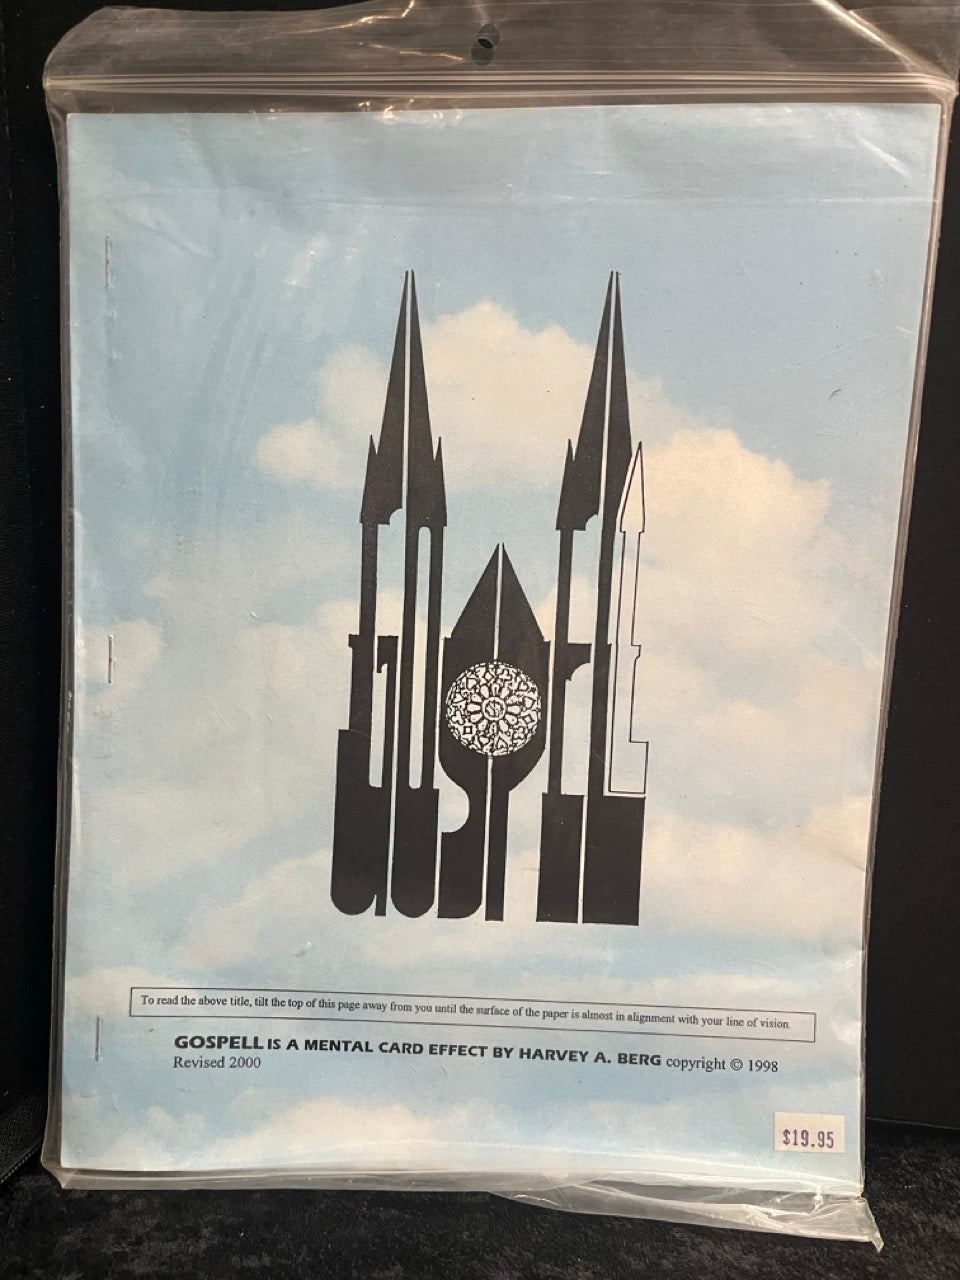 GOSPELL
To read the above title, tilt the top of this page away from you until the surface of the paper is almost in alignment with your line of vision.
GOSPELL IS A MENTAL CARD EFFECT BY HARVEY A. BERG copyright © 1998
Revised 2000
$19.95